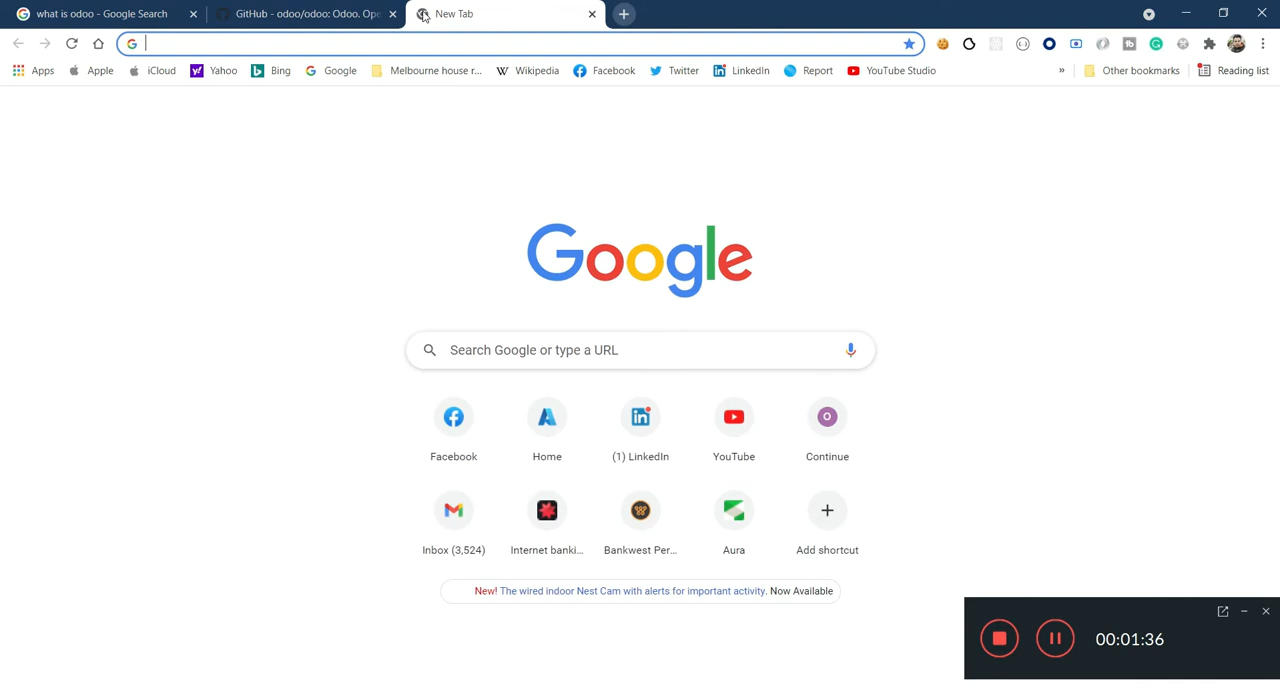 what is odoo - Google Search
GitHub - odoo/odoo: Odoo. Ope
New Tab
Apps
Apple
iCloud
Yahoo
Bing
Google
Melbourne house r...
Wikipedia
Facebook
Twitter
LinkedIn
Report
YouTube Studio
»
Other bookmarks
Reading list
Google
Search Google or type a URL
Facebook
Home
(1) LinkedIn
YouTube
O
Continue
Inbox (3,524)
Internet banki...
Bankwest Per...
Aura
Add shortcut
New! The wired indoor Nest Cam with alerts for important activity. Now Available
00:01:36